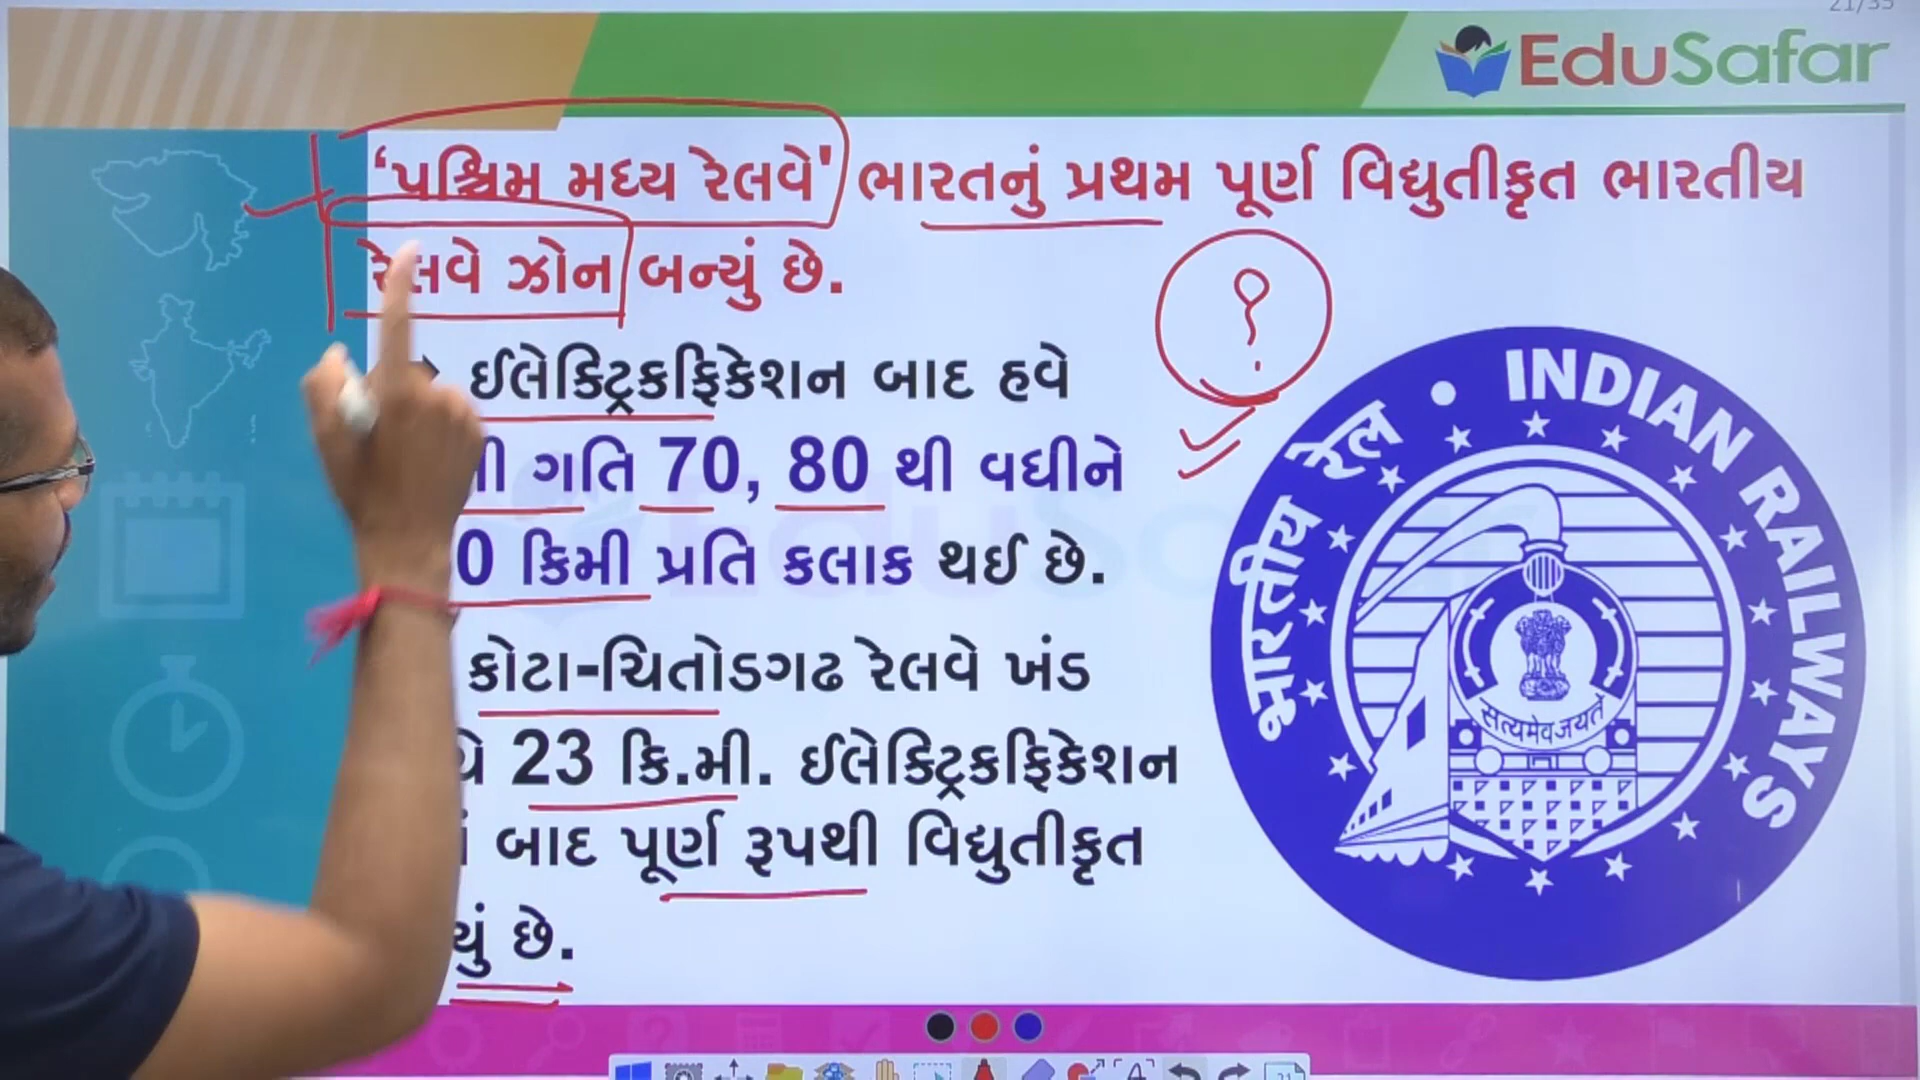 21/35
EduSafar
‘પશ્ચિમ મધ્ય રેલવે' ભારતનું પ્રથમ પૂર્ણ વિદ્યુતીકૃત ભારતીય
રેલવે ઝોન બન્યું છે.
?
ઈલેક્ટ્રિકફિકેશન બાદ હવે
ગતિ 70, 80 થી વધીને
0 કિમી પ્રતિ કલાક થઈ છે.
કોટા-ચિતોડગઢ રેલવે ખંડ
23 કિ.મી. ઈલેક્ટ્રિકફિકેશન
બાદ પૂર્ણ રૂપથી વિદ્યુતીકૃત
છે.
भारतीय रेल • INDIAN RAILWAYS
सत्यमेव जयते